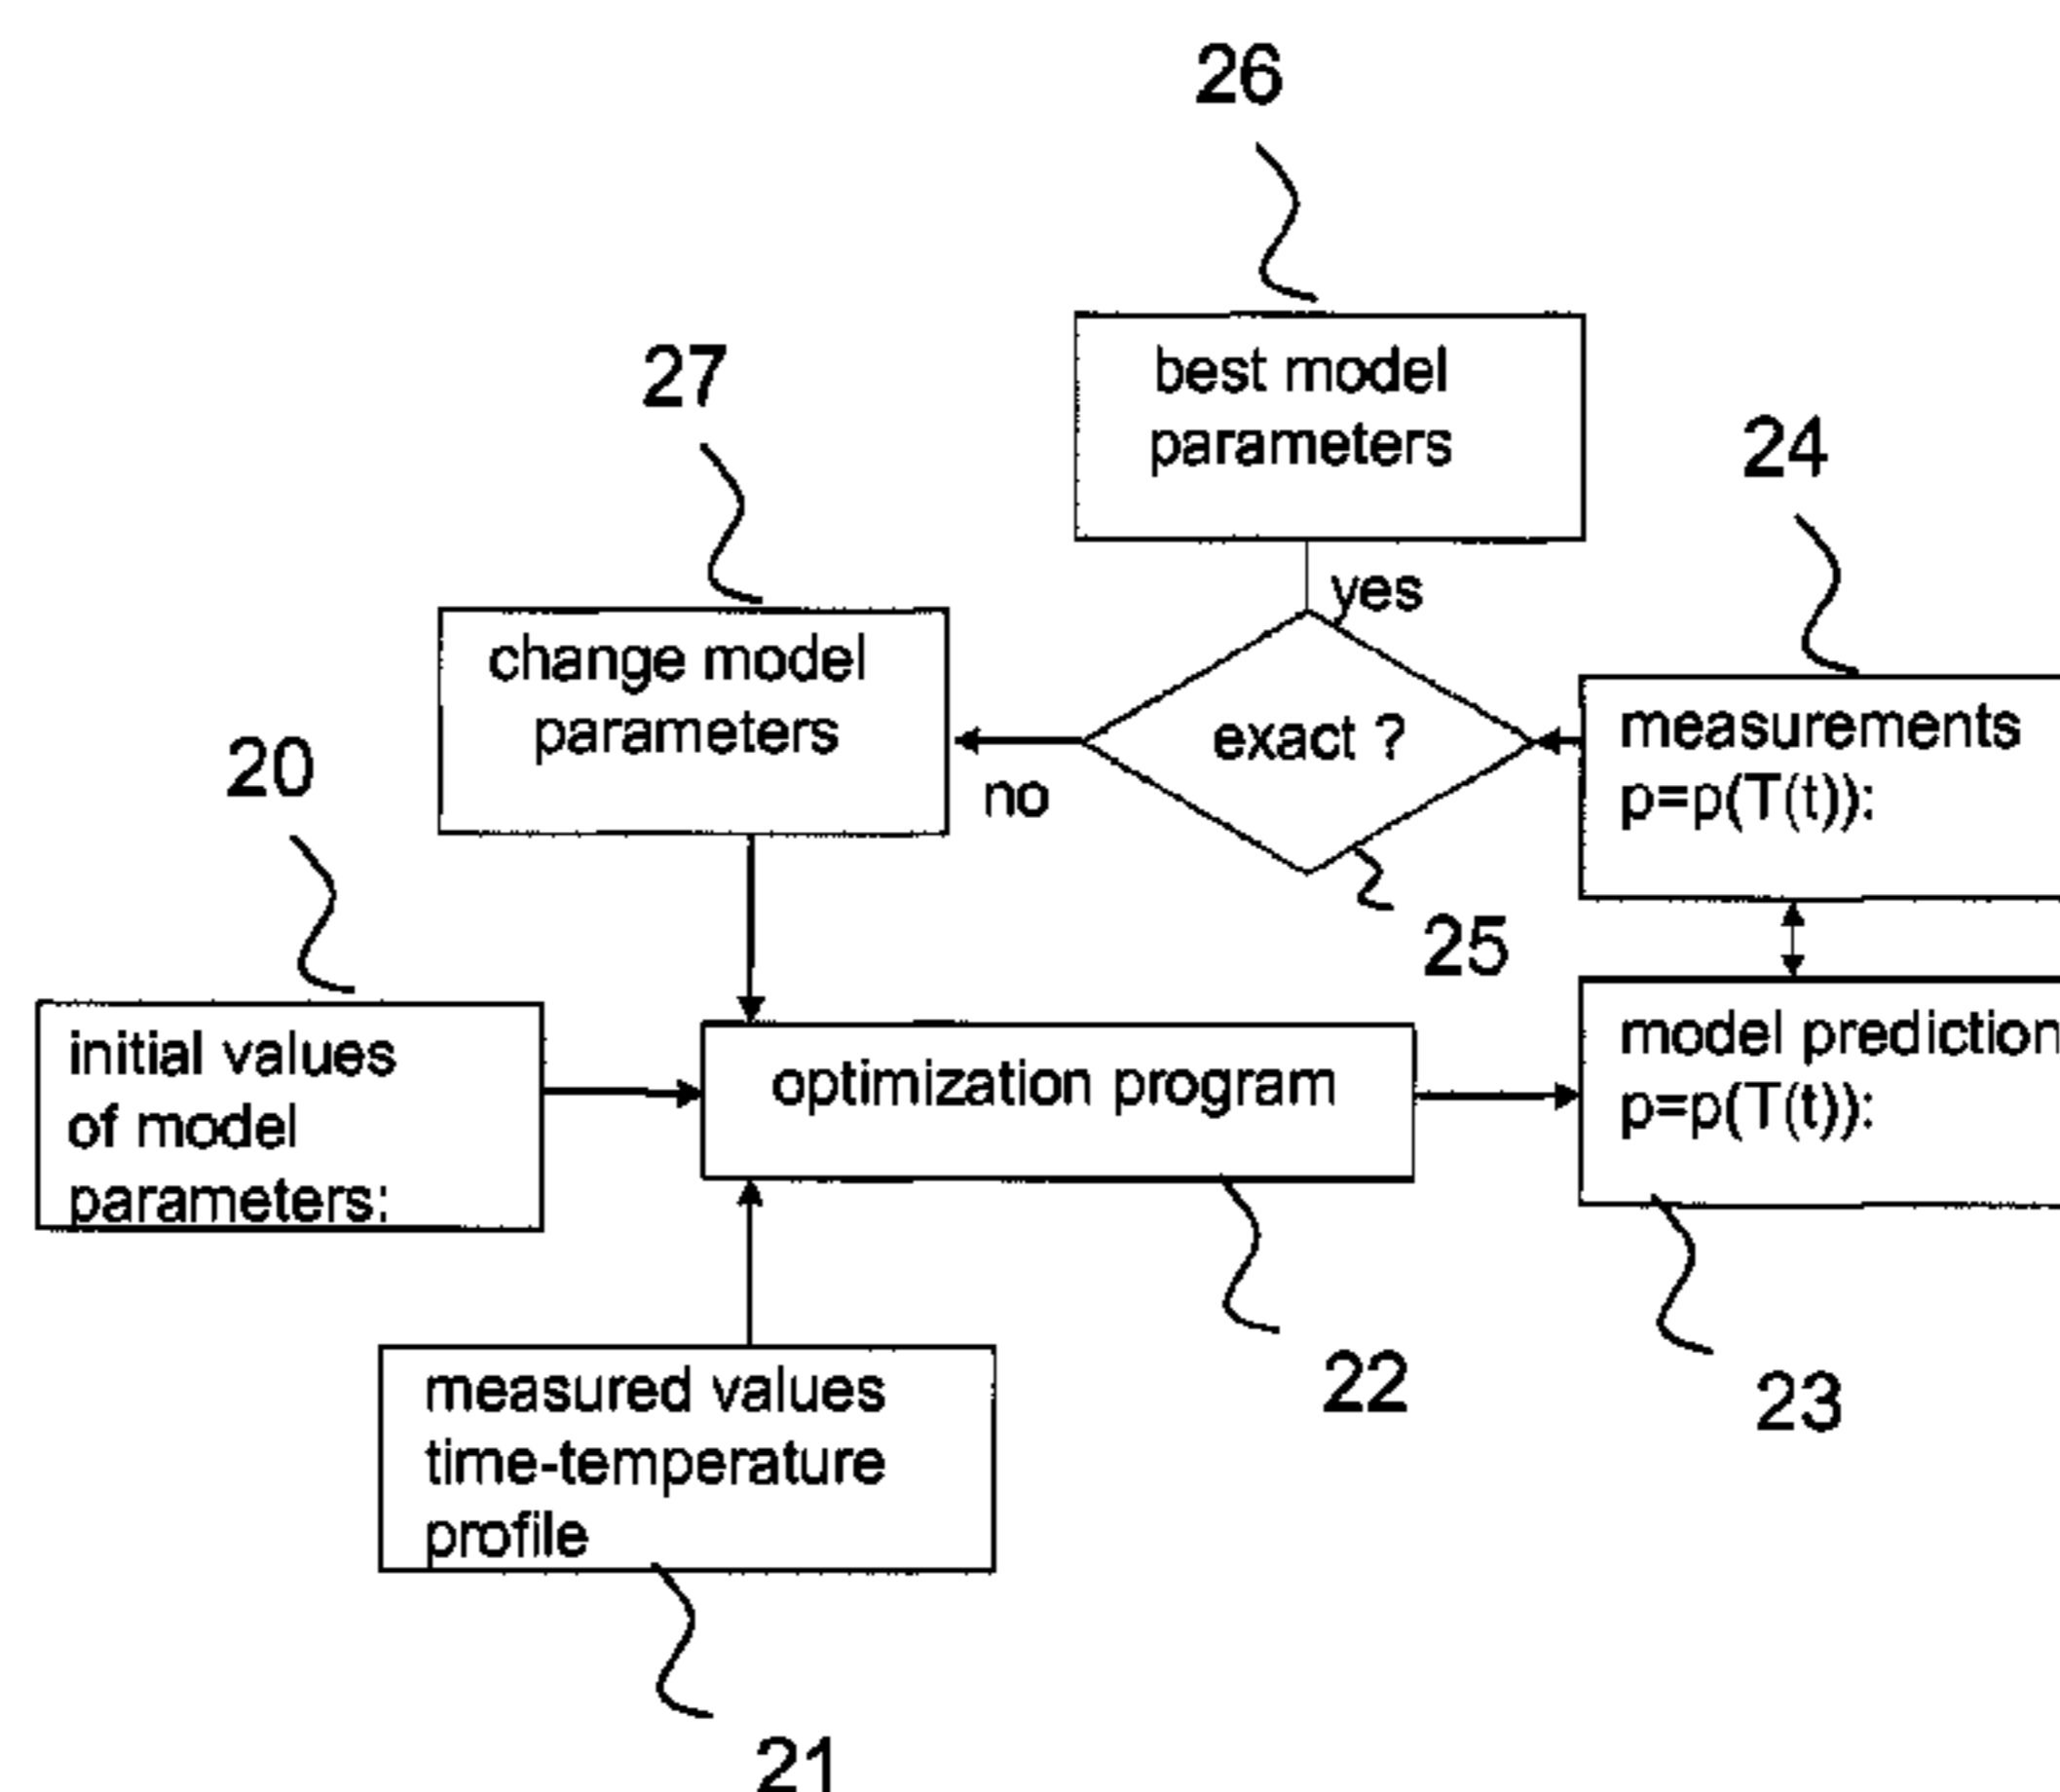 26
best model
parameters
27
24
yes
change model
parameters
exact ?
measurements
p=p(T(t)):
no
20
25
initial values
of model
parameters:
optimization program
model prediction
p=p(T(t)):
22
23
measured values
time-temperature
profile
21